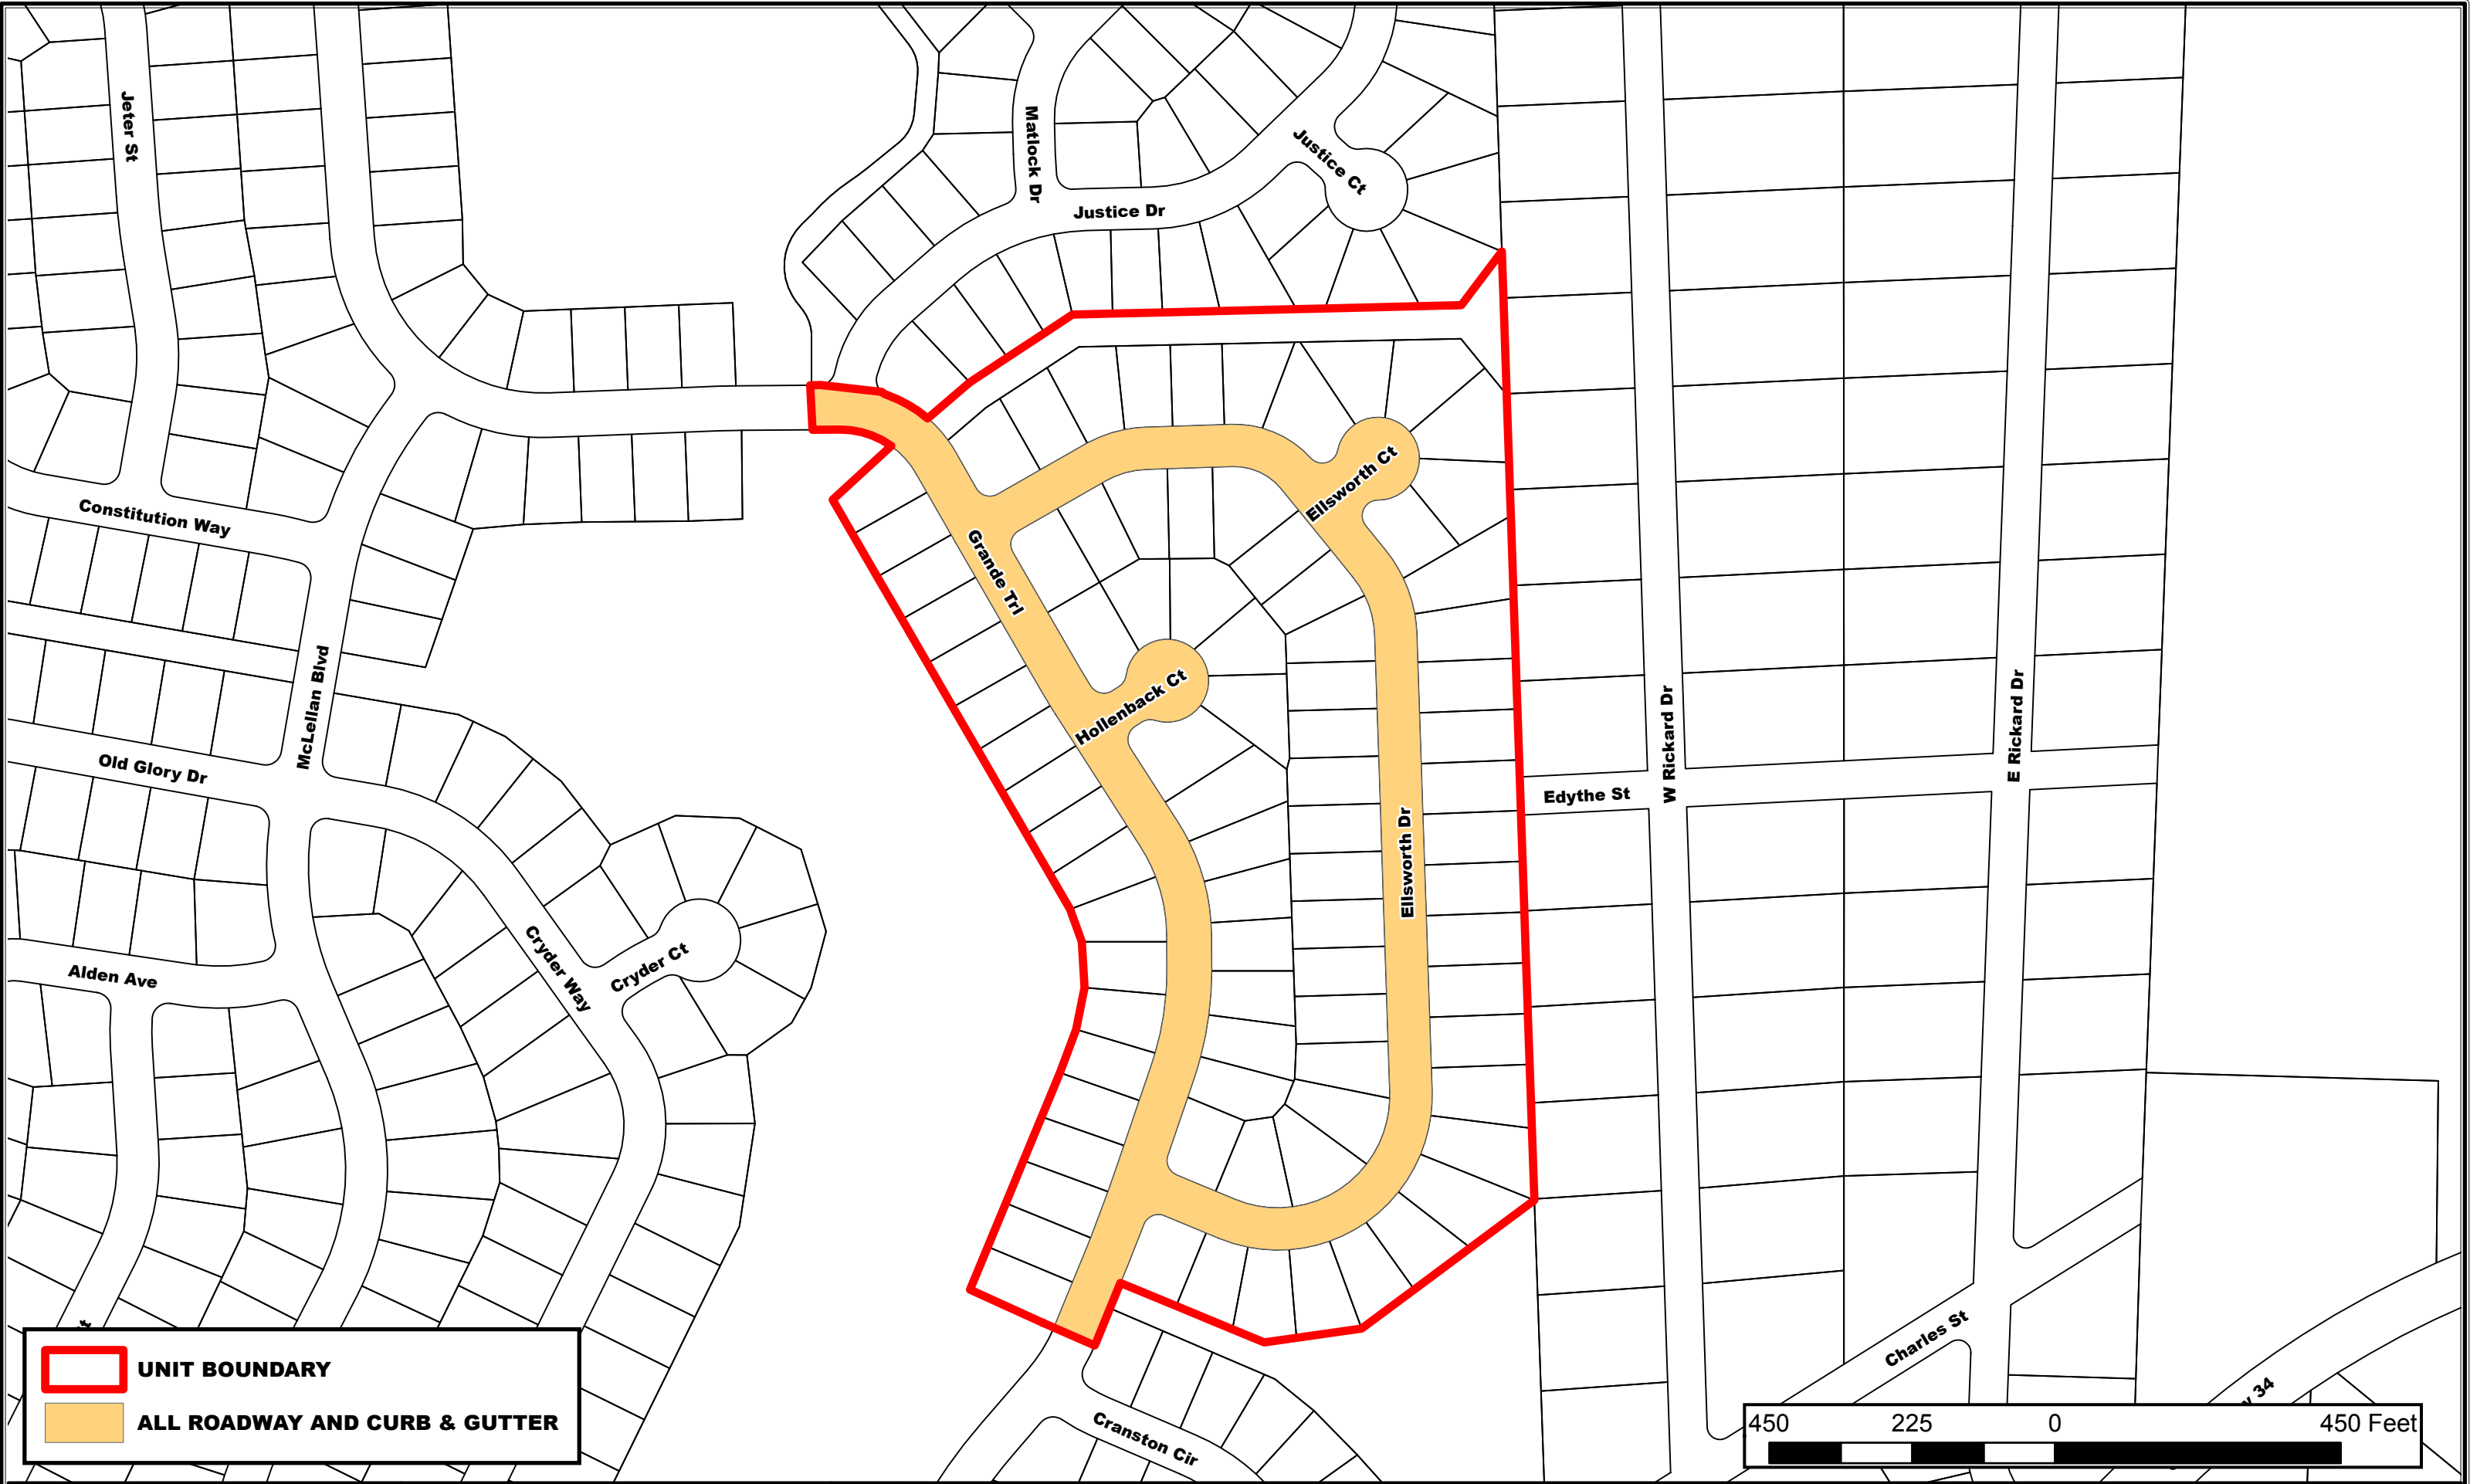 Jeter St
Matlock Dr
Justice Ct
Justice Dr
Constitution Way
Ellsworth Ct
Grande Trl
McLellan Blvd
Hollenback Ct
Old Glory Dr
W Rickard Dr
E Rickard Dr
Edythe St
Ellsworth Dr
Cryder Way
Cryder Ct
Alden Ave
Charles St
34
Cranston Cir
UNIT BOUNDARY
ALL ROADWAY AND CURB & GUTTER
450 225 0 450 Feet